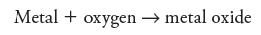 Metal + oxygen → metal oxide